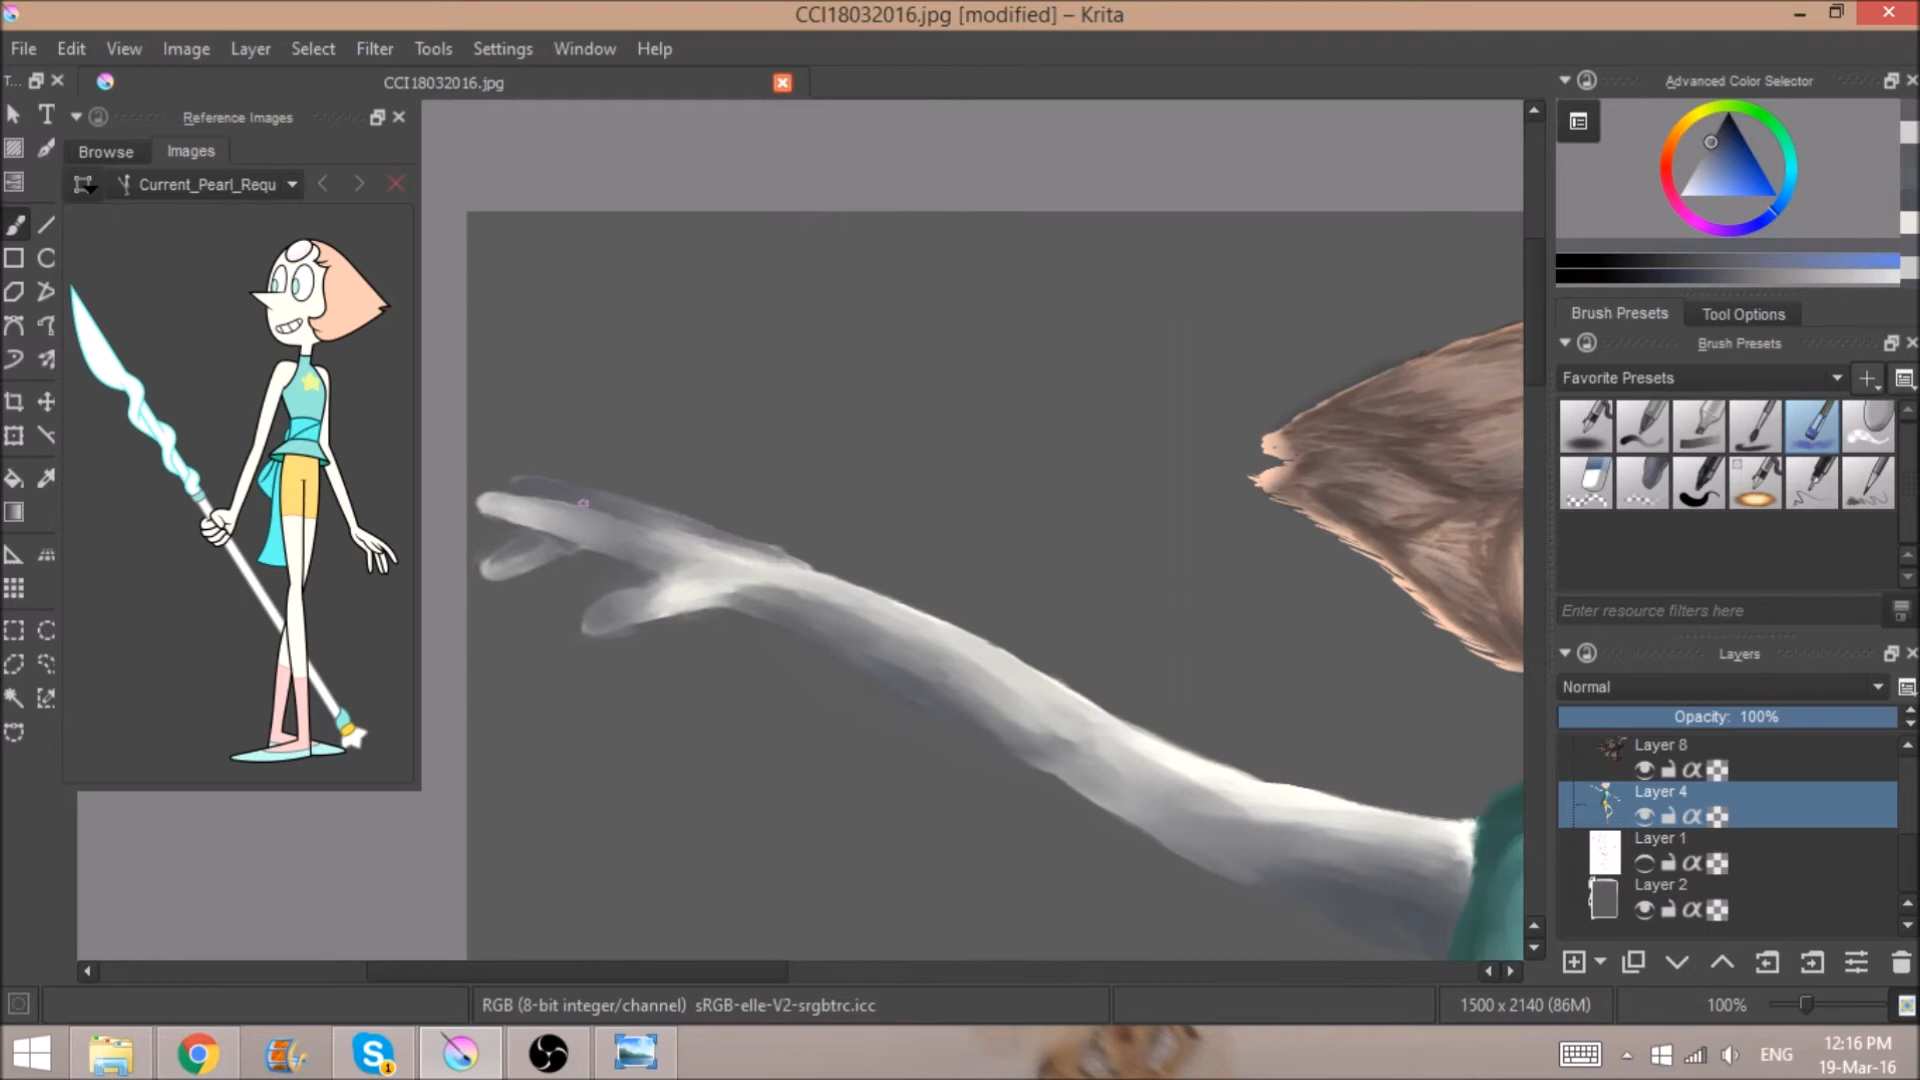 CCI18032016.jpg [modified] – Krita
File Edit View Image Layer Select Filter Tools Settings Window Help
T...
CCI18032016.jpg
Reference Images
Browse Images
Current_Pearl_Requ
Advanced Color Selector
Brush Presets Tool Options
Brush Presets
Favorite Presets
Enter resource filters here
Layers
Normal
Opacity: 100%
Layer 8
Layer 4
Layer 1
Layer 2
RGB (8-bit integer/channel) sRGB-elle-V2-srgbtrc.icc
1500 x 2140 (86M)
100%
1
ENG
12:16 PM
19-Mar-16